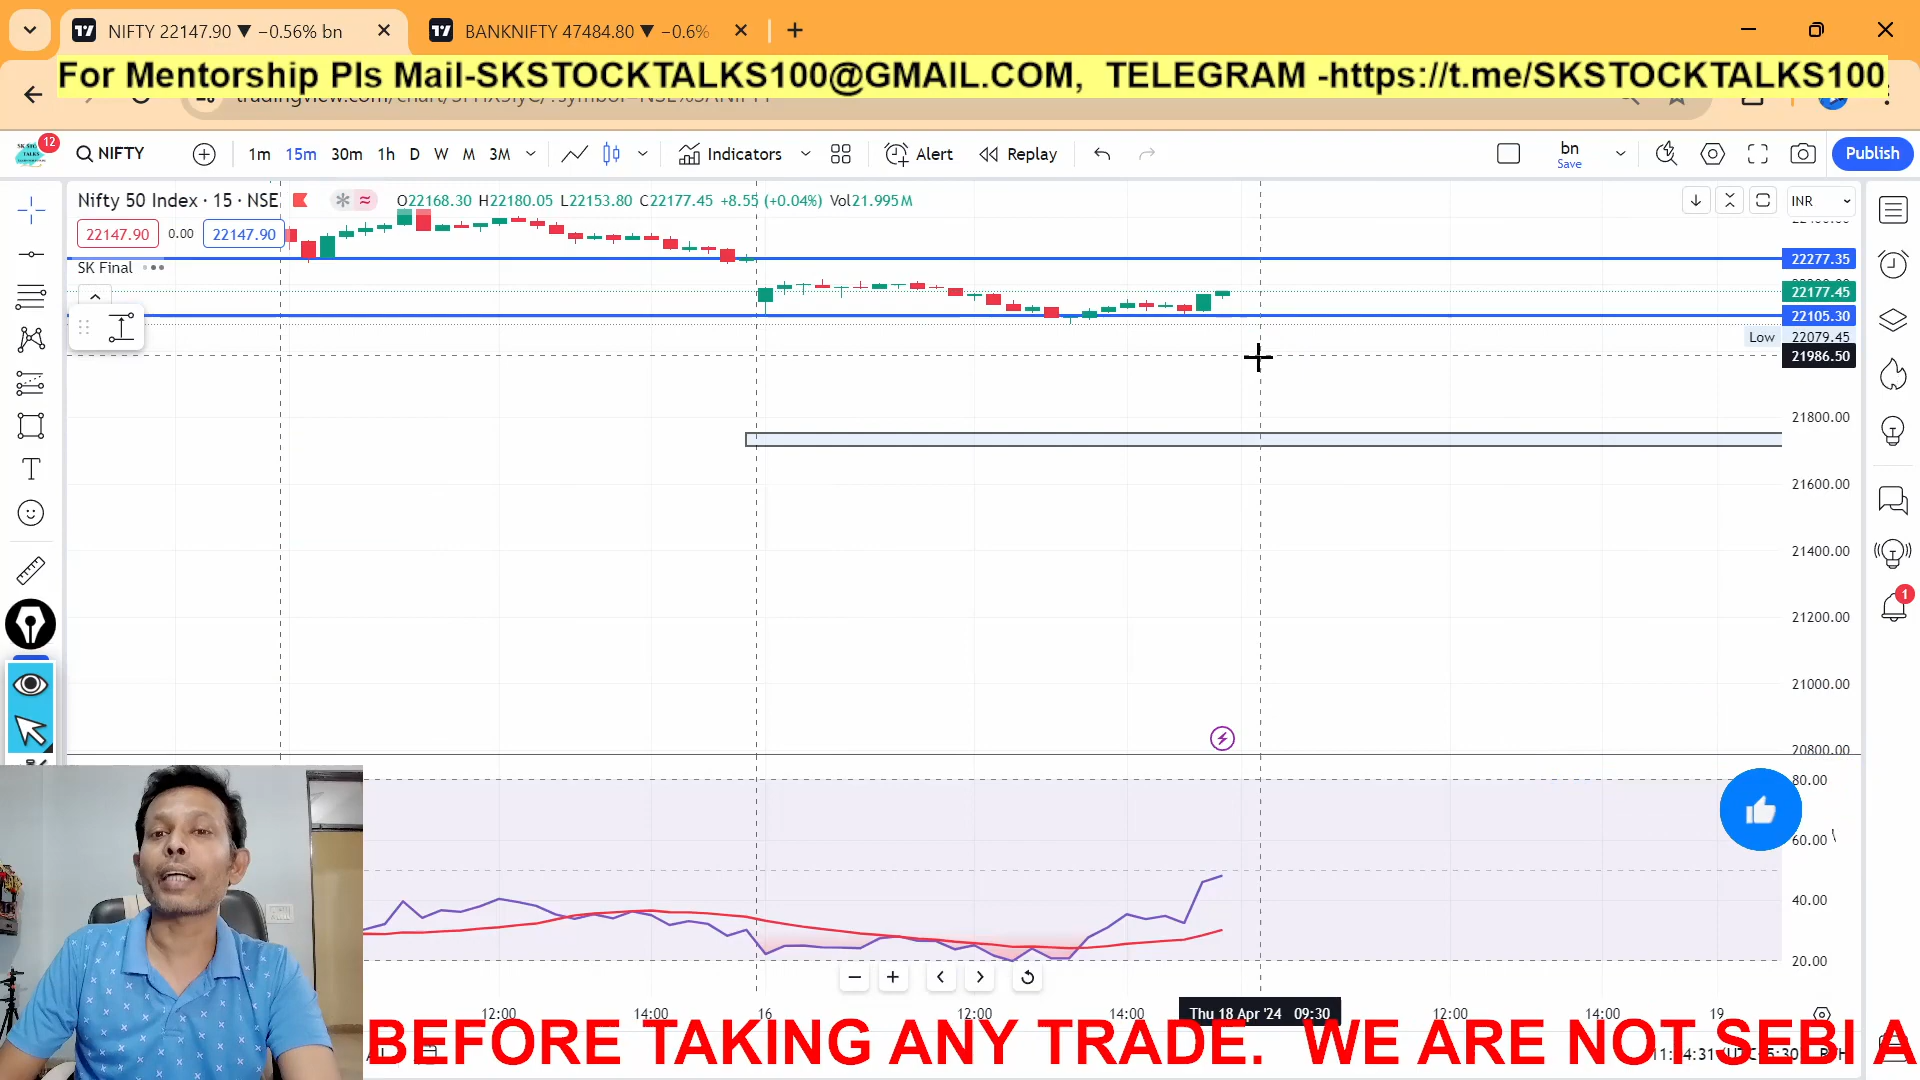 NIFTY 22147.90 ▼ −0.56% bn
BANKNIFTY 47484.80 ▼ −0.6%
For Mentorship Pls Mail-SKSTOCKTALKS100@GMAIL.COM, TELEGRAM -https://t.me/SKSTOCKTALKS100
12
NIFTY
1m 15m 30m 1h D W M 3M
Indicators
Alert
Replay
bn
Save
Publish
Nifty 50 Index · 15 · NSE
O22168.30 H22180.05 L22153.80 C22177.45 +8.55 (+0.04%) Vol21.995 M
INR
22147.90 0.00 22147.90
SK Final
22277.35
22177.45
22105.30
Low 22079.45
21986.50
21800.00
21600.00
21400.00
21200.00
21000.00
20800.00
1
80.00
60.00
40.00
20.00
12:00 14:00 16 12:00 14:00 Thu 18 Apr '24 09:30 12:00 14:00 19
BEFORE TAKING ANY TRADE. WE ARE NOT SEBI A